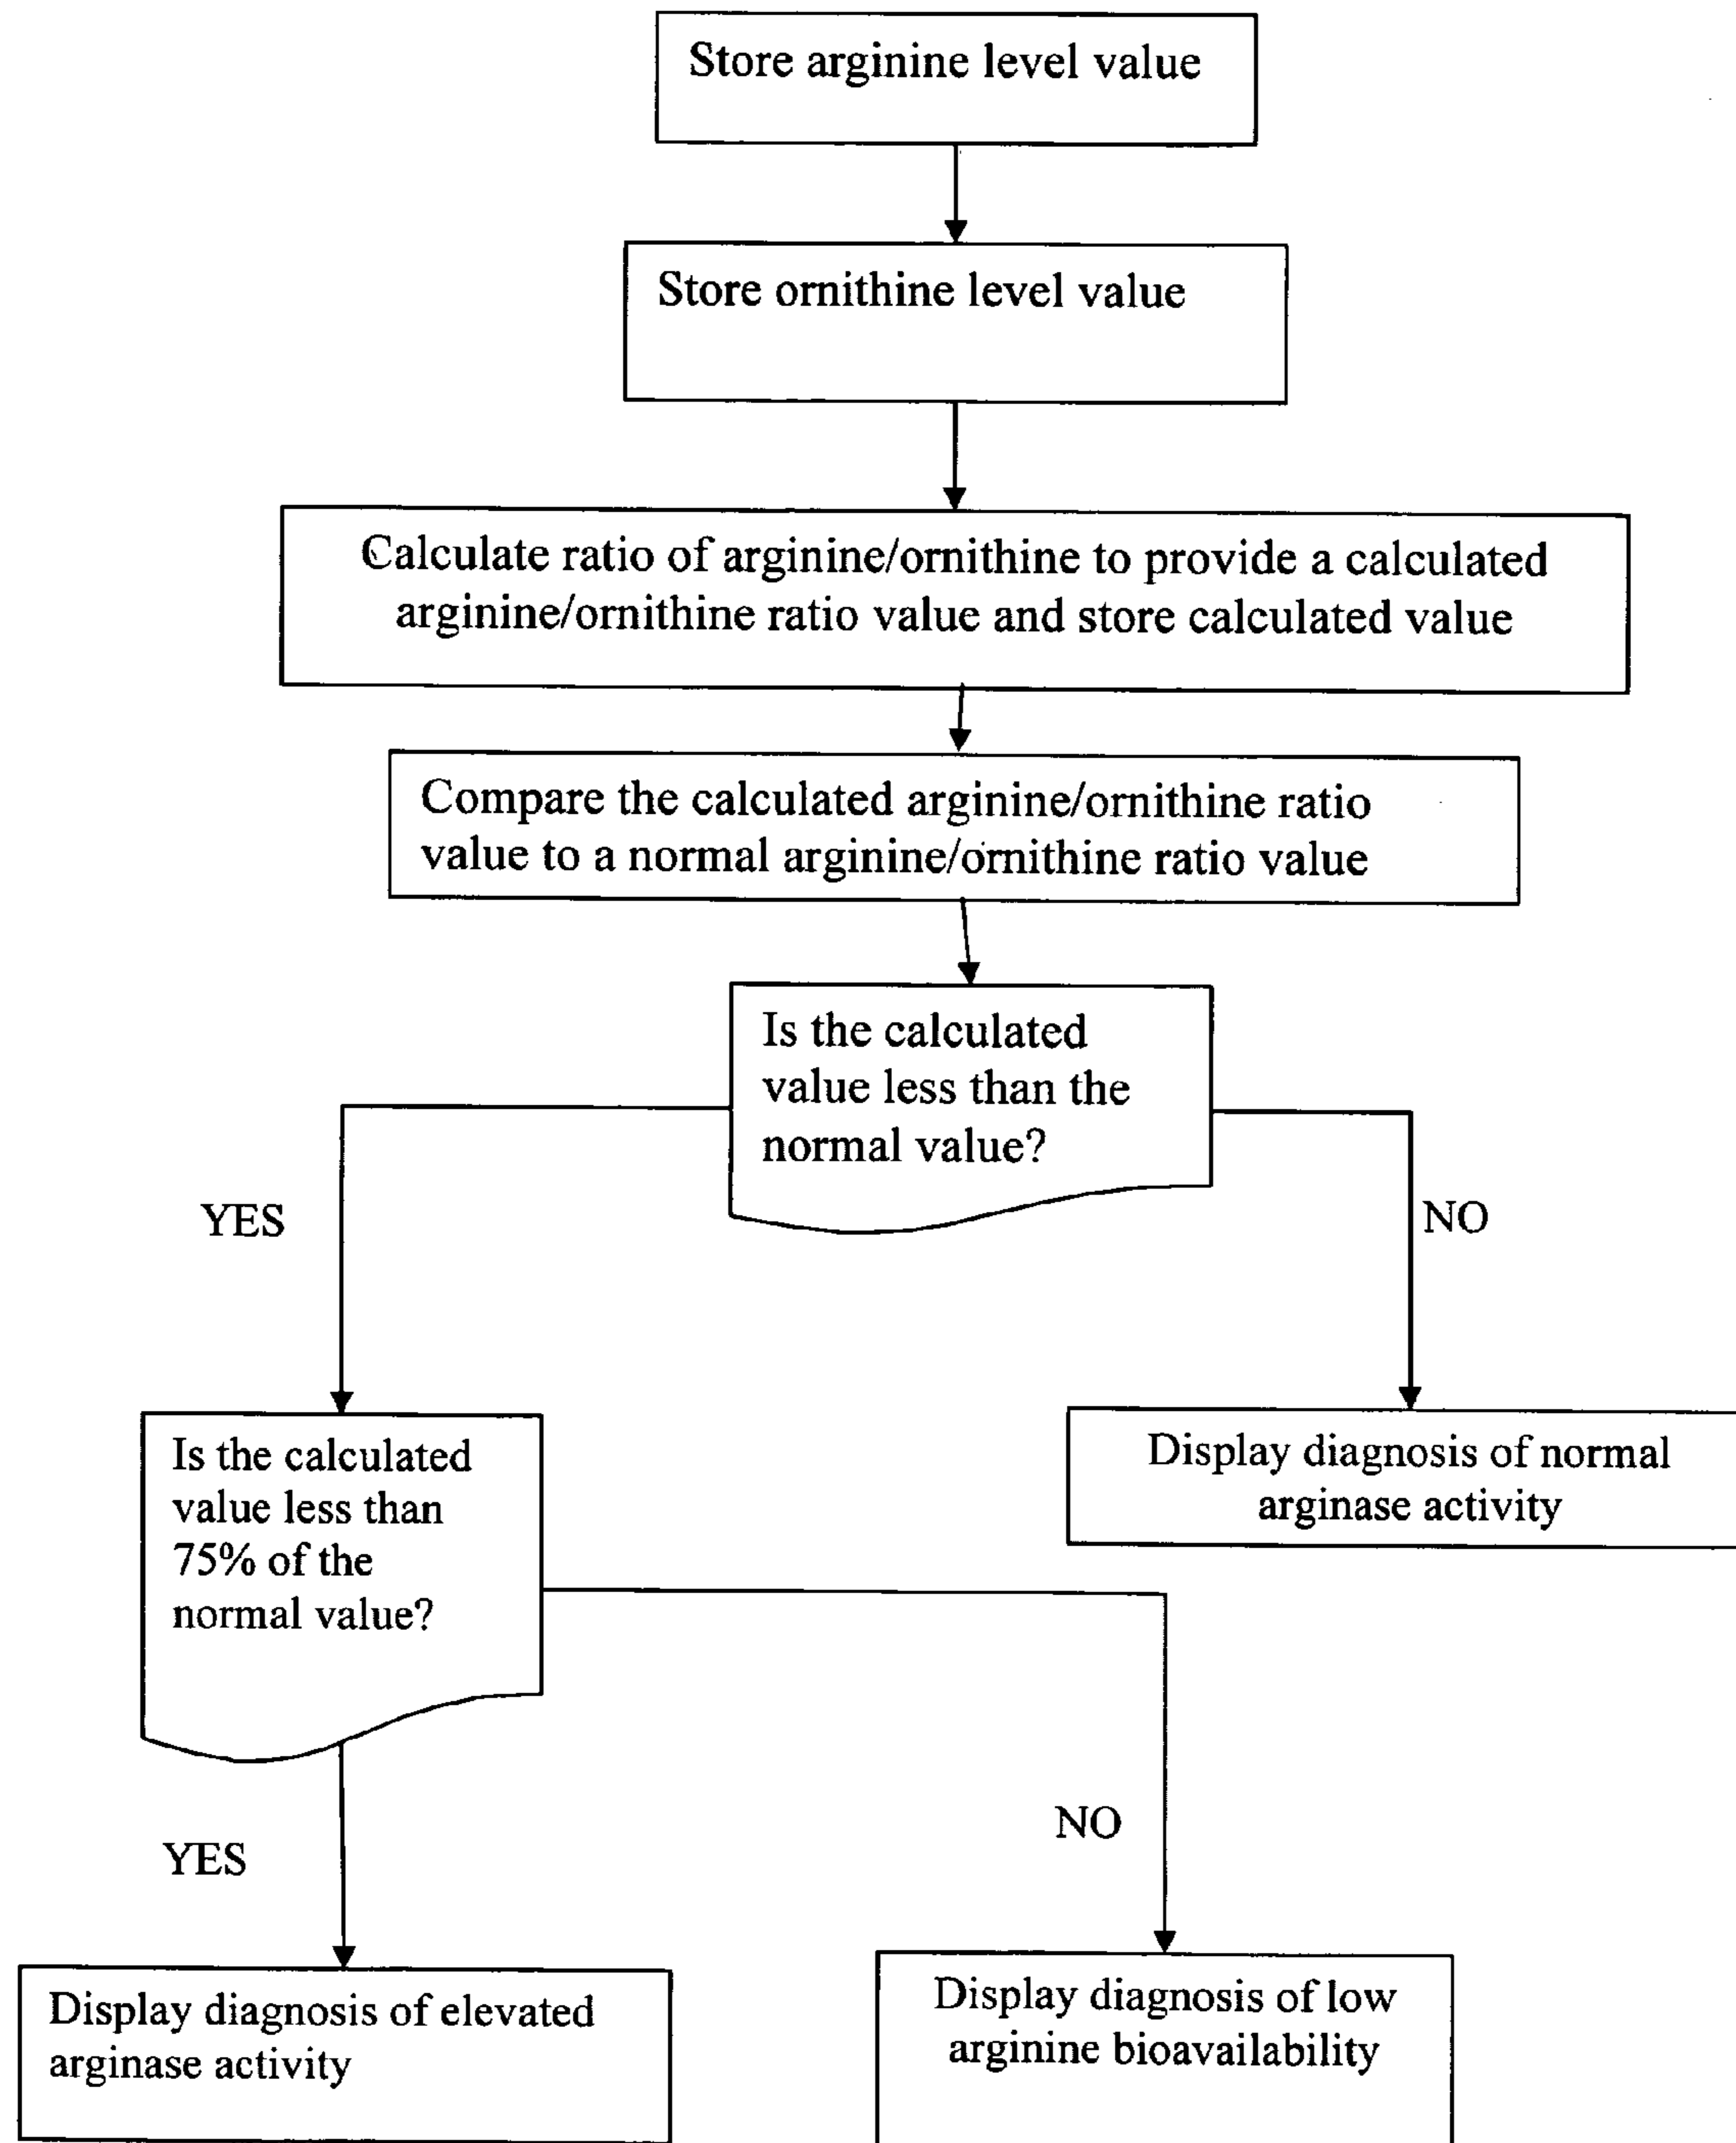 Store arginine level value
Store ornithine level value
Calculate ratio of arginine/ornithine to provide a calculated
arginine/ornithine ratio value and store calculated value
Compare the calculated arginine/ornithine ratio
value to a normal arginine/ornithine ratio value
Is the calculated
value less than the
normal value?
YES
NO
Is the calculated
value less than
75% of the
normal value?
Display diagnosis of normal
arginase activity
YES
NO
Display diagnosis of elevated
arginase activity
Display diagnosis of low
arginine bioavailability